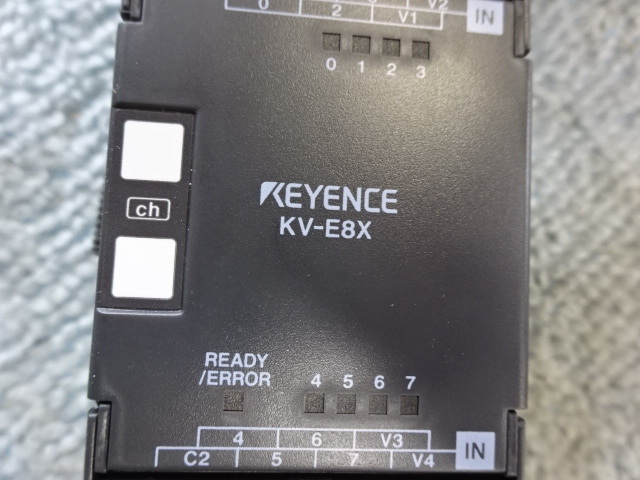 V2
0 2 V1 IN
0 1 2 3
ch
KEYENCE
KV-E8X
READY
/ERROR 4 5 6 7
4 6 V3 IN
C2 5 7 V4